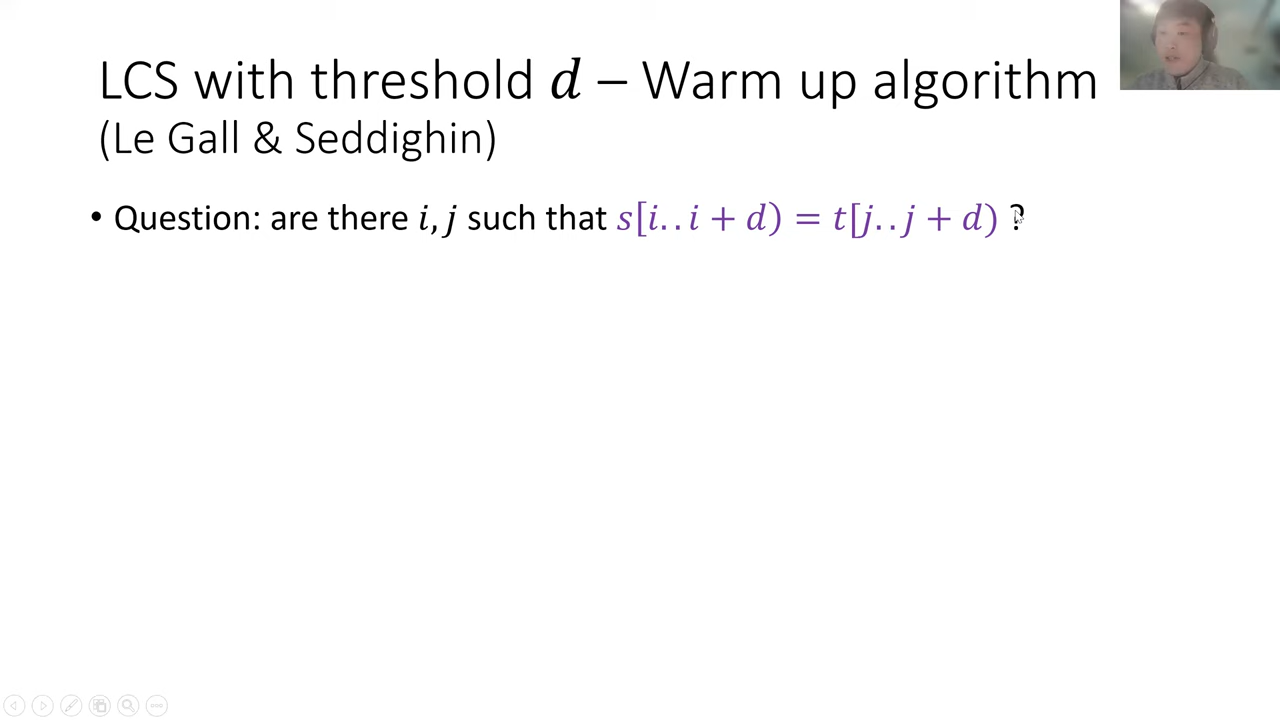 LCS with threshold d – Warm up algorithm
(Le Gall & Seddighin)
• Question: are there i, j such that s[i. . i + d) = t[j. . j + d) ?